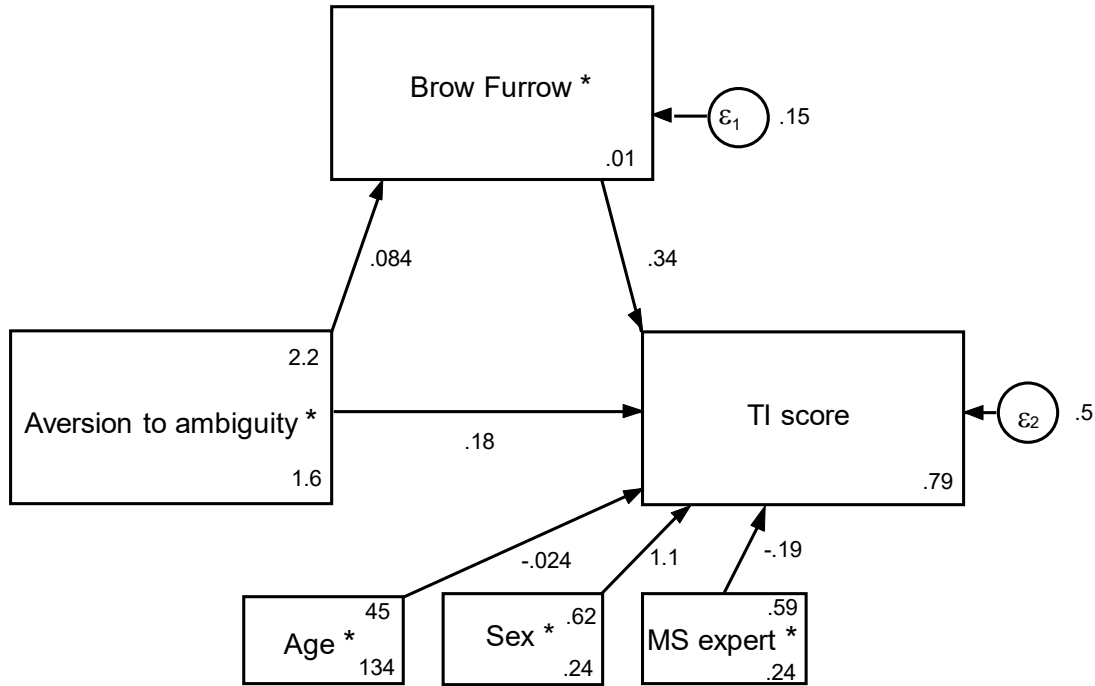 Brow Furrow *
.01
ε1
.15
.084
.34
2.2
Aversion to ambiguity *
1.6
.18
TI score
.79
ε2
.5
-.024
1.1
-.19
45
Age *
134
.62
Sex *
.24
.59
MS expert *
.24